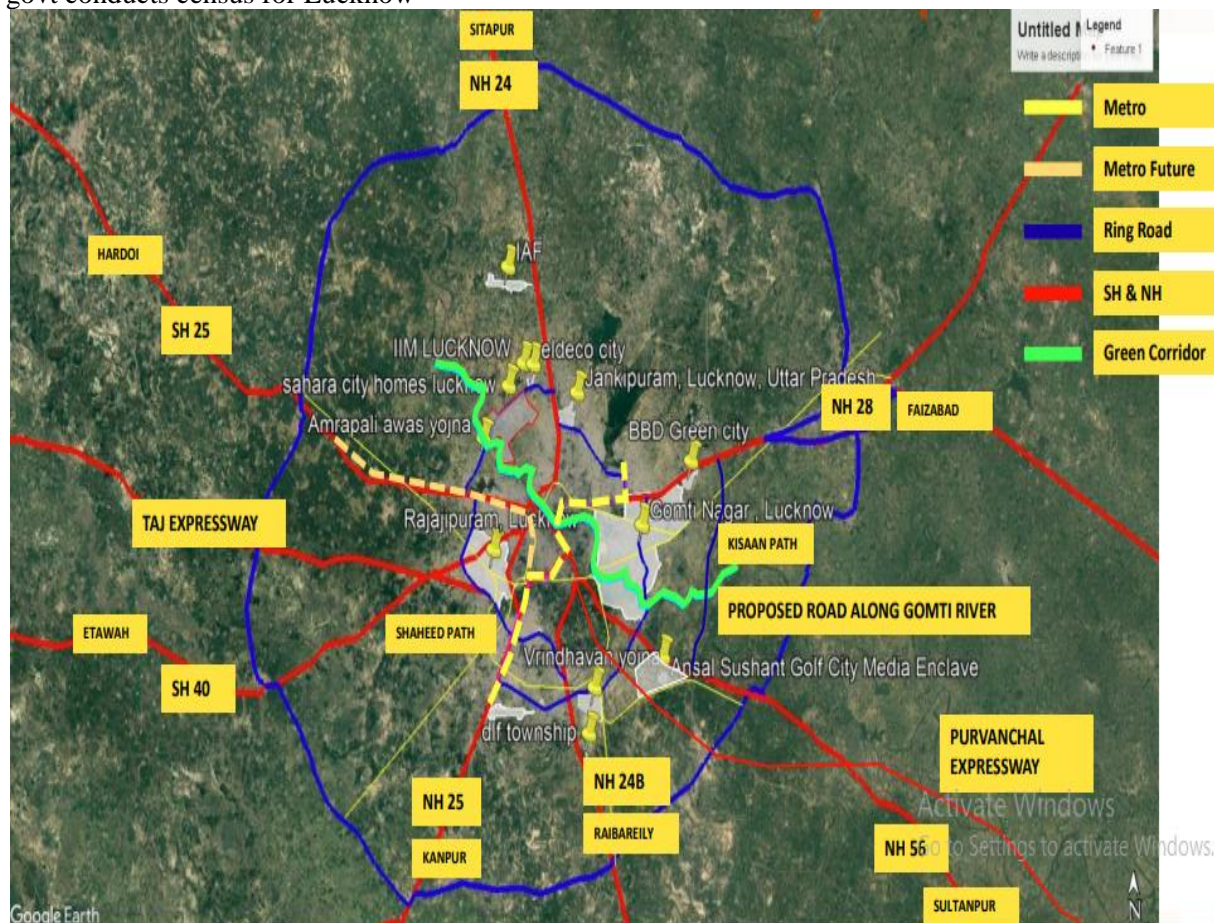 govt conducts census for Lucknow
SITAPUR
Untitled M
Legend
Write a descript
Feature 1
NH 24
Metro
Metro Future
Ring Road
HARDOI
IAF
SH & NH
SH 25
IIM LUCKNOW
eldeco city
Green Corridor
sahara city homes lucknow
Jankipuram, Lucknow, Uttar Pradesh
Amrapali awas yojna
NH 28
FAIZABAD
BBD Green city
TAJ EXPRESSWAY
Rajajipuram, Lucknow
Gomti Nagar , Lucknow
KISAAN PATH
PROPOSED ROAD ALONG GOMTI RIVER
ETAWAH
SHAHEED PATH
Vrindhavan yojna
Ansal Sushant Golf City Media Enclave
SH 40
dlf township
PURVANCHAL
EXPRESSWAY
NH 25
NH 24B
Activate Windows
Go to Settings to activate Windows.
KANPUR
RAIBAREILY
NH 56
SULTANPUR
Google Earth
N